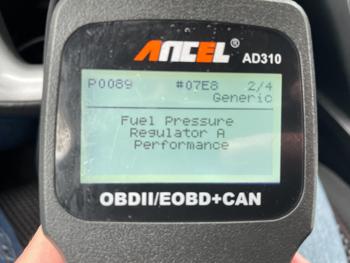 ANCEL®
AD310
P0089 #07E8 2/4
Generic
Fuel Pressure
Regulator A
Performance
OBDII/EOBD+CAN